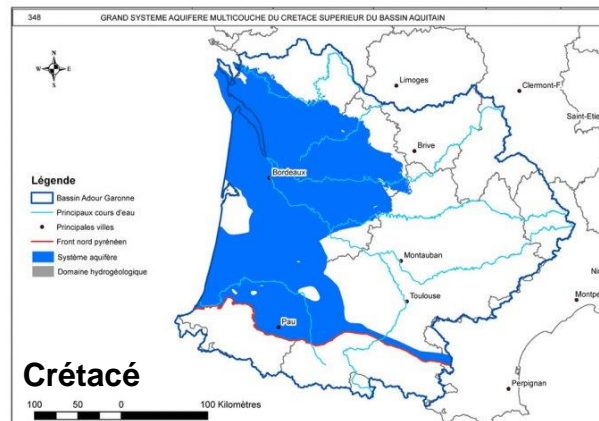 348 GRAND SYSTEME AQUIFERE MULTICOUCHE DU CRETACE SUPERIEUR DU BASSIN AQUITAIN
N
W E
S
Limoges
Clermont-F
Saint-Etie
Brive
Bordeaux
Légende
Bassin Adour Garonne
Principaux cours d'eau
Principales villes
Front nord pyrénéen
Système aquifère
Domaine hydrogéologique
Montauban
Ni
Toulouse
Montpe
Pau
Crétacé
Perpignan
100 50 0 100 Kilomètres